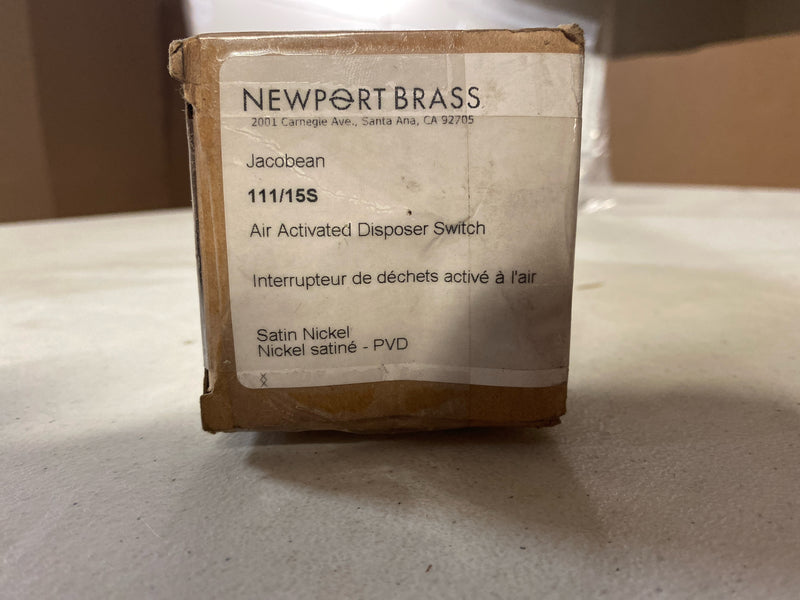 NEWPORT BRASS
2001 Carnegie Ave., Santa Ana, CA 92705
Jacobean
111/15S
Air Activated Disposer Switch
Interrupteur de déchets activé à l'air
Satin Nickel
Nickel satiné - PVD